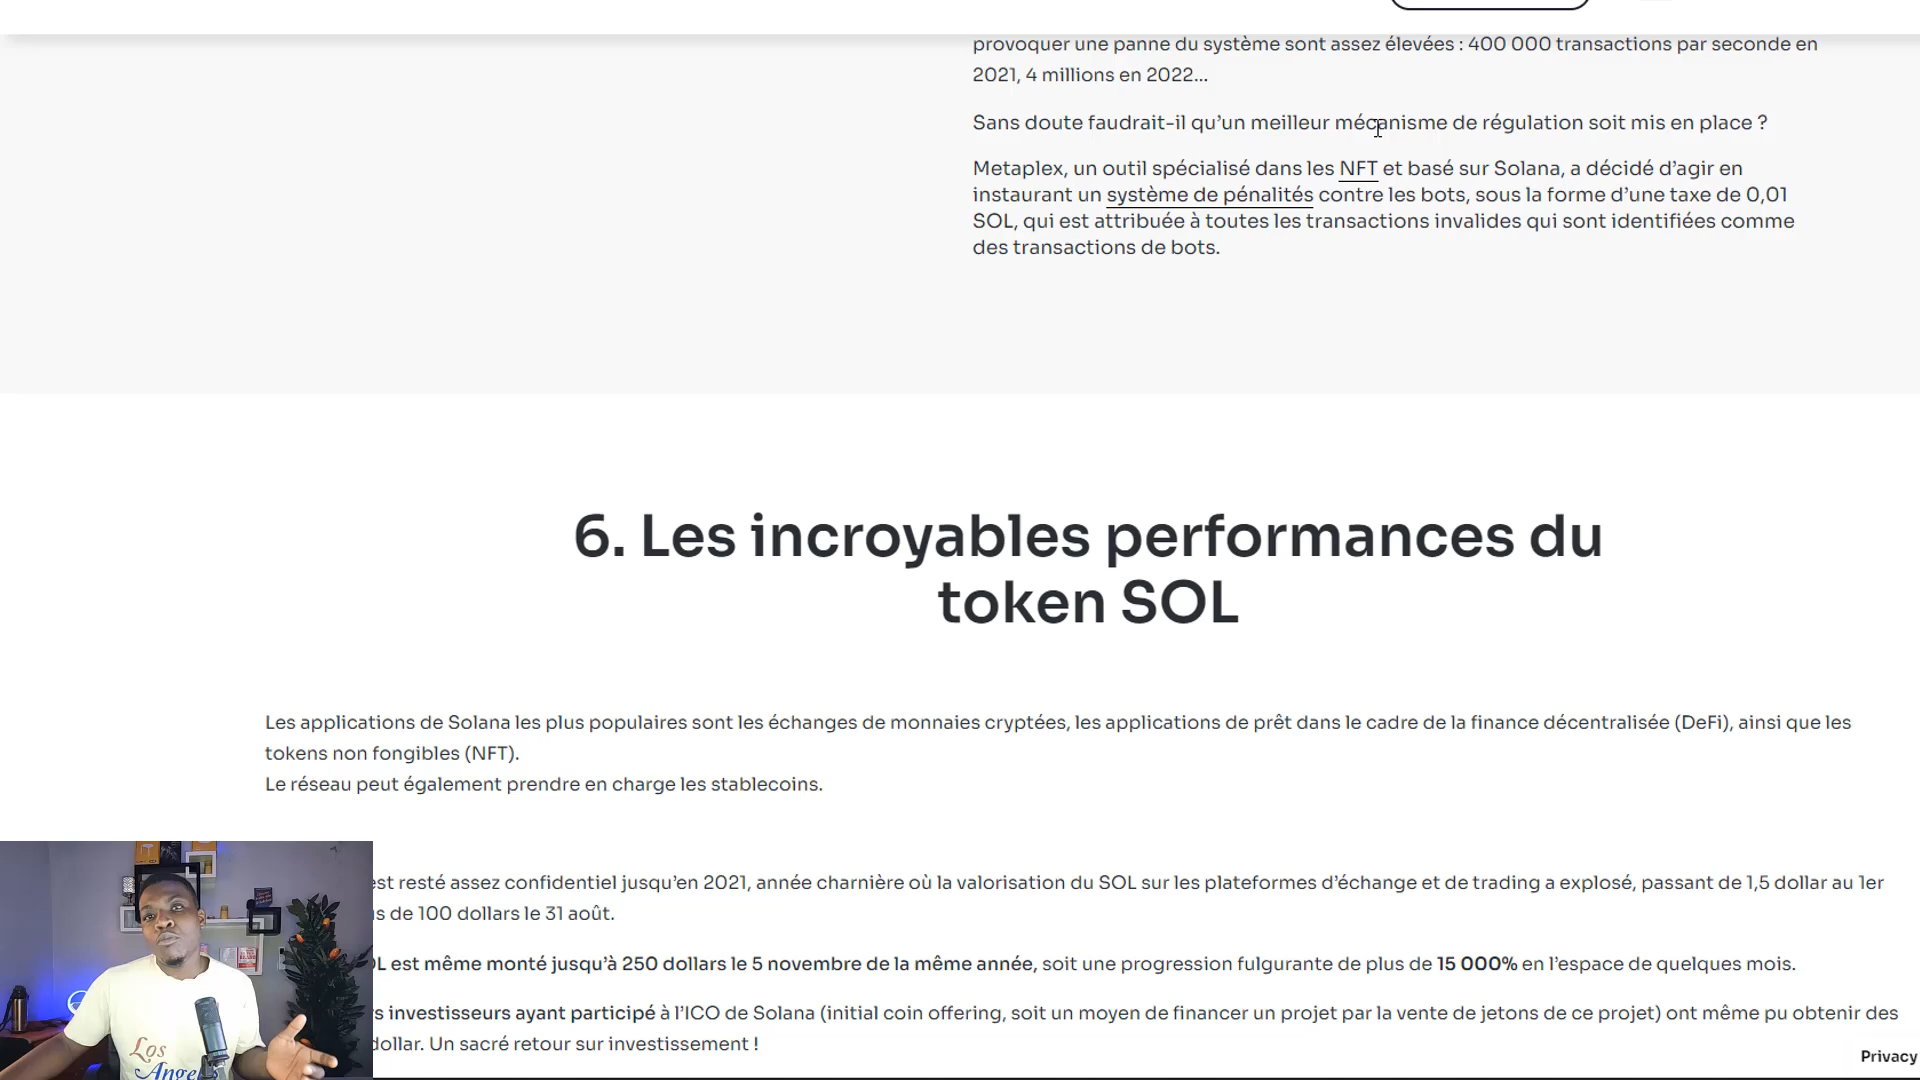 provoquer une panne du système sont assez élevées : 400 000 transactions par seconde en
2021, 4 millions en 2022...
Sans doute faudrait-il qu’un meilleur mécanisme de régulation soit mis en place ?
Metaplex, un outil spécialisé dans les NFT et basé sur Solana, a décidé d’agir en
instaurant un système de pénalités contre les bots, sous la forme d’une taxe de 0,01
SOL, qui est attribuée à toutes les transactions invalides qui sont identifiées comme
des transactions de bots.
6. Les incroyables performances du
token SOL
Les applications de Solana les plus populaires sont les échanges de monnaies cryptées, les applications de prêt dans le cadre de la finance décentralisée (DeFi), ainsi que les
tokens non fongibles (NFT).
Le réseau peut également prendre en charge les stablecoins.
est resté assez confidentiel jusqu’en 2021, année charnière où la valorisation du SOL sur les plateformes d’échange et de trading a explosé, passant de 1,5 dollar au 1er
s de 100 dollars le 31 août.
OL est même monté jusqu’à 250 dollars le 5 novembre de la même année, soit une progression fulgurante de plus de 15 000% en l’espace de quelques mois.
rs investisseurs ayant participé à l’ICO de Solana (initial coin offering, soit un moyen de financer un projet par la vente de jetons de ce projet) ont même pu obtenir des
dollar. Un sacré retour sur investissement !
Los
Angel
Privacy